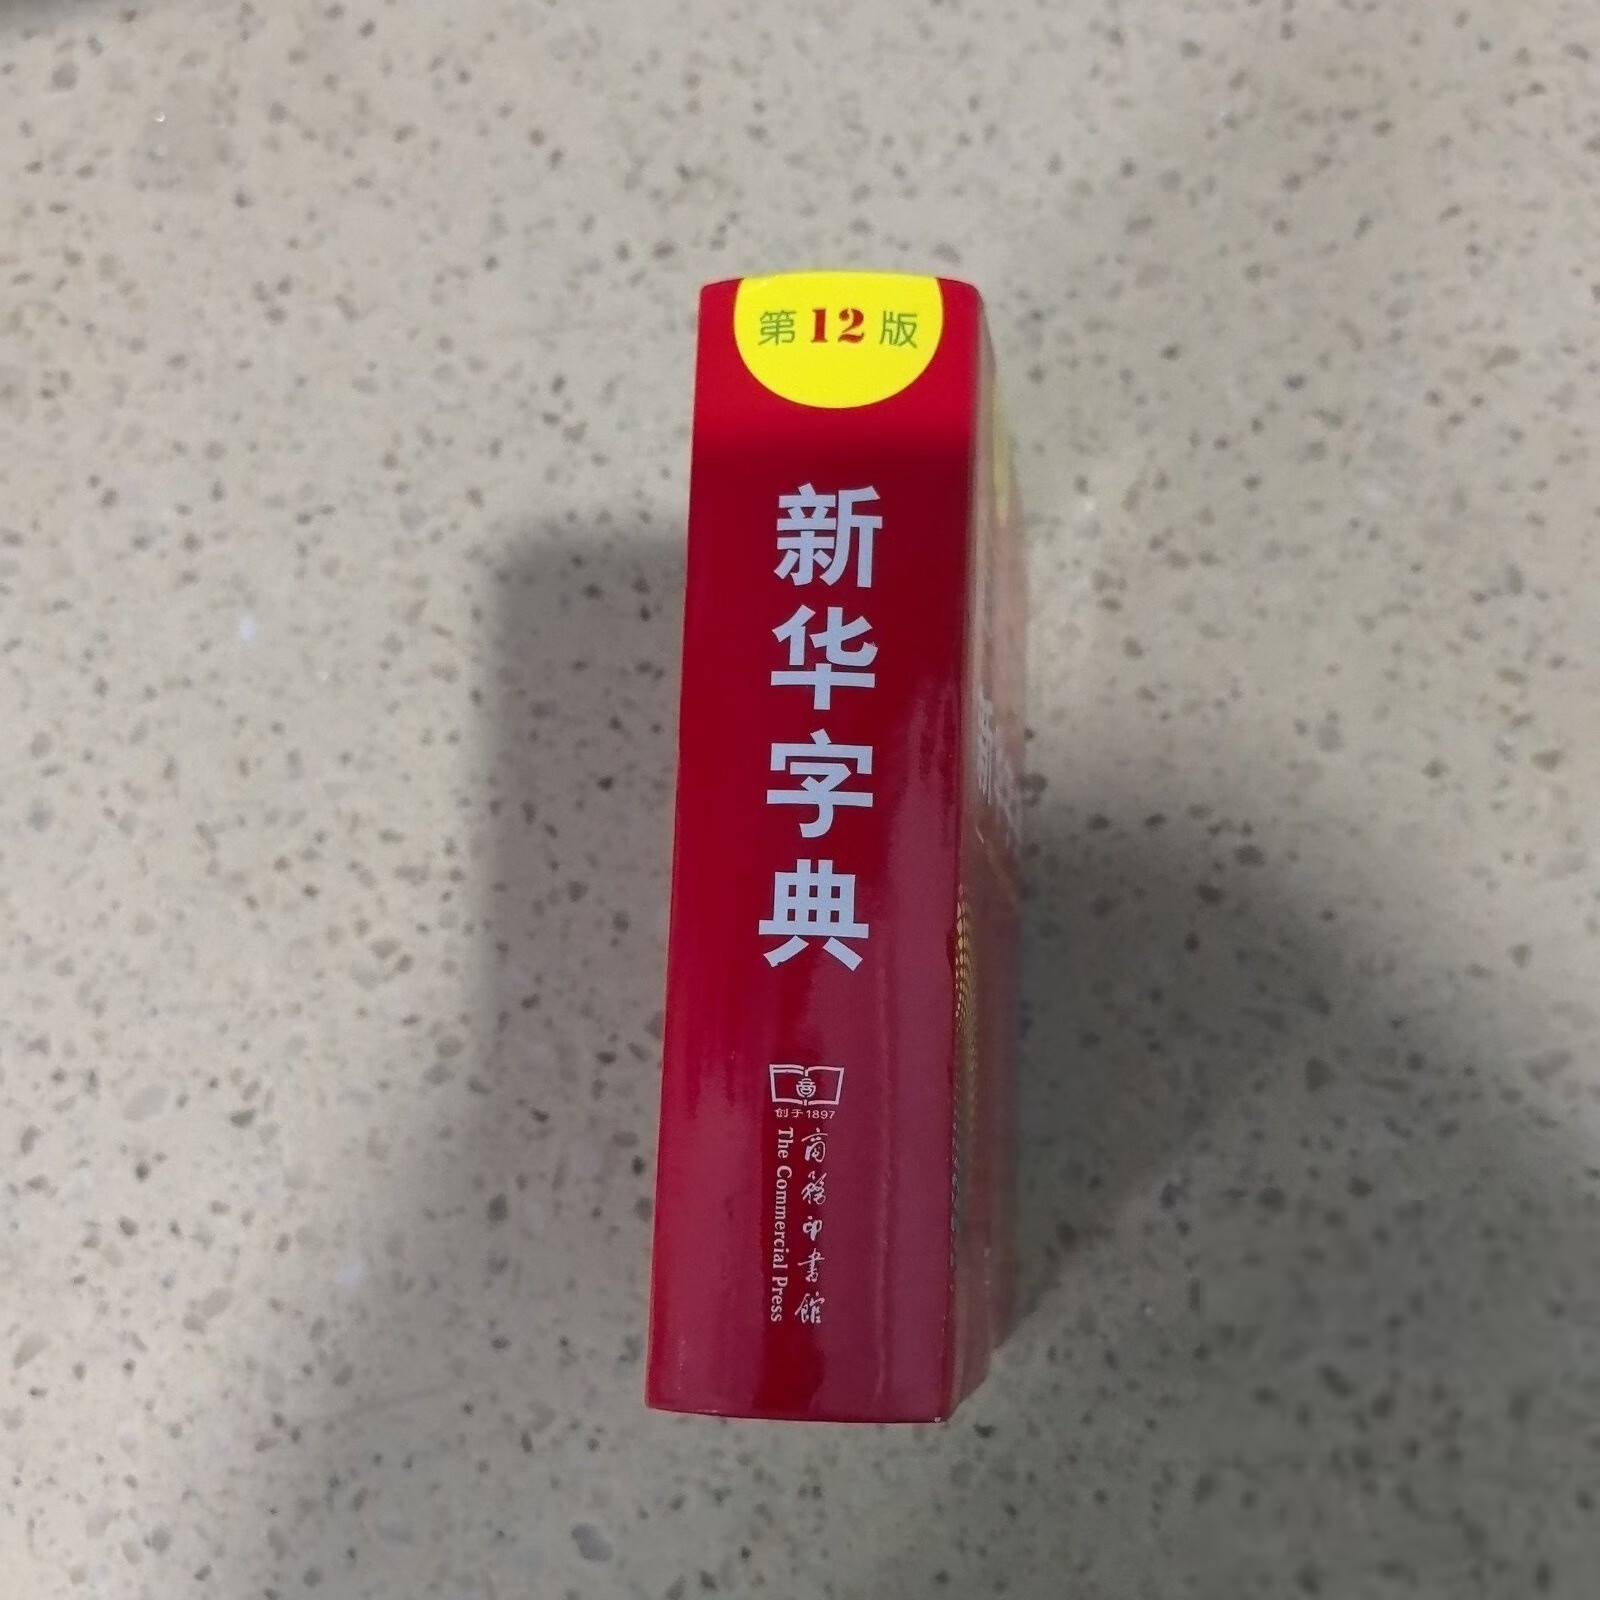 第12版
新华字典
创于1897
商務印書館
The Commercial Press